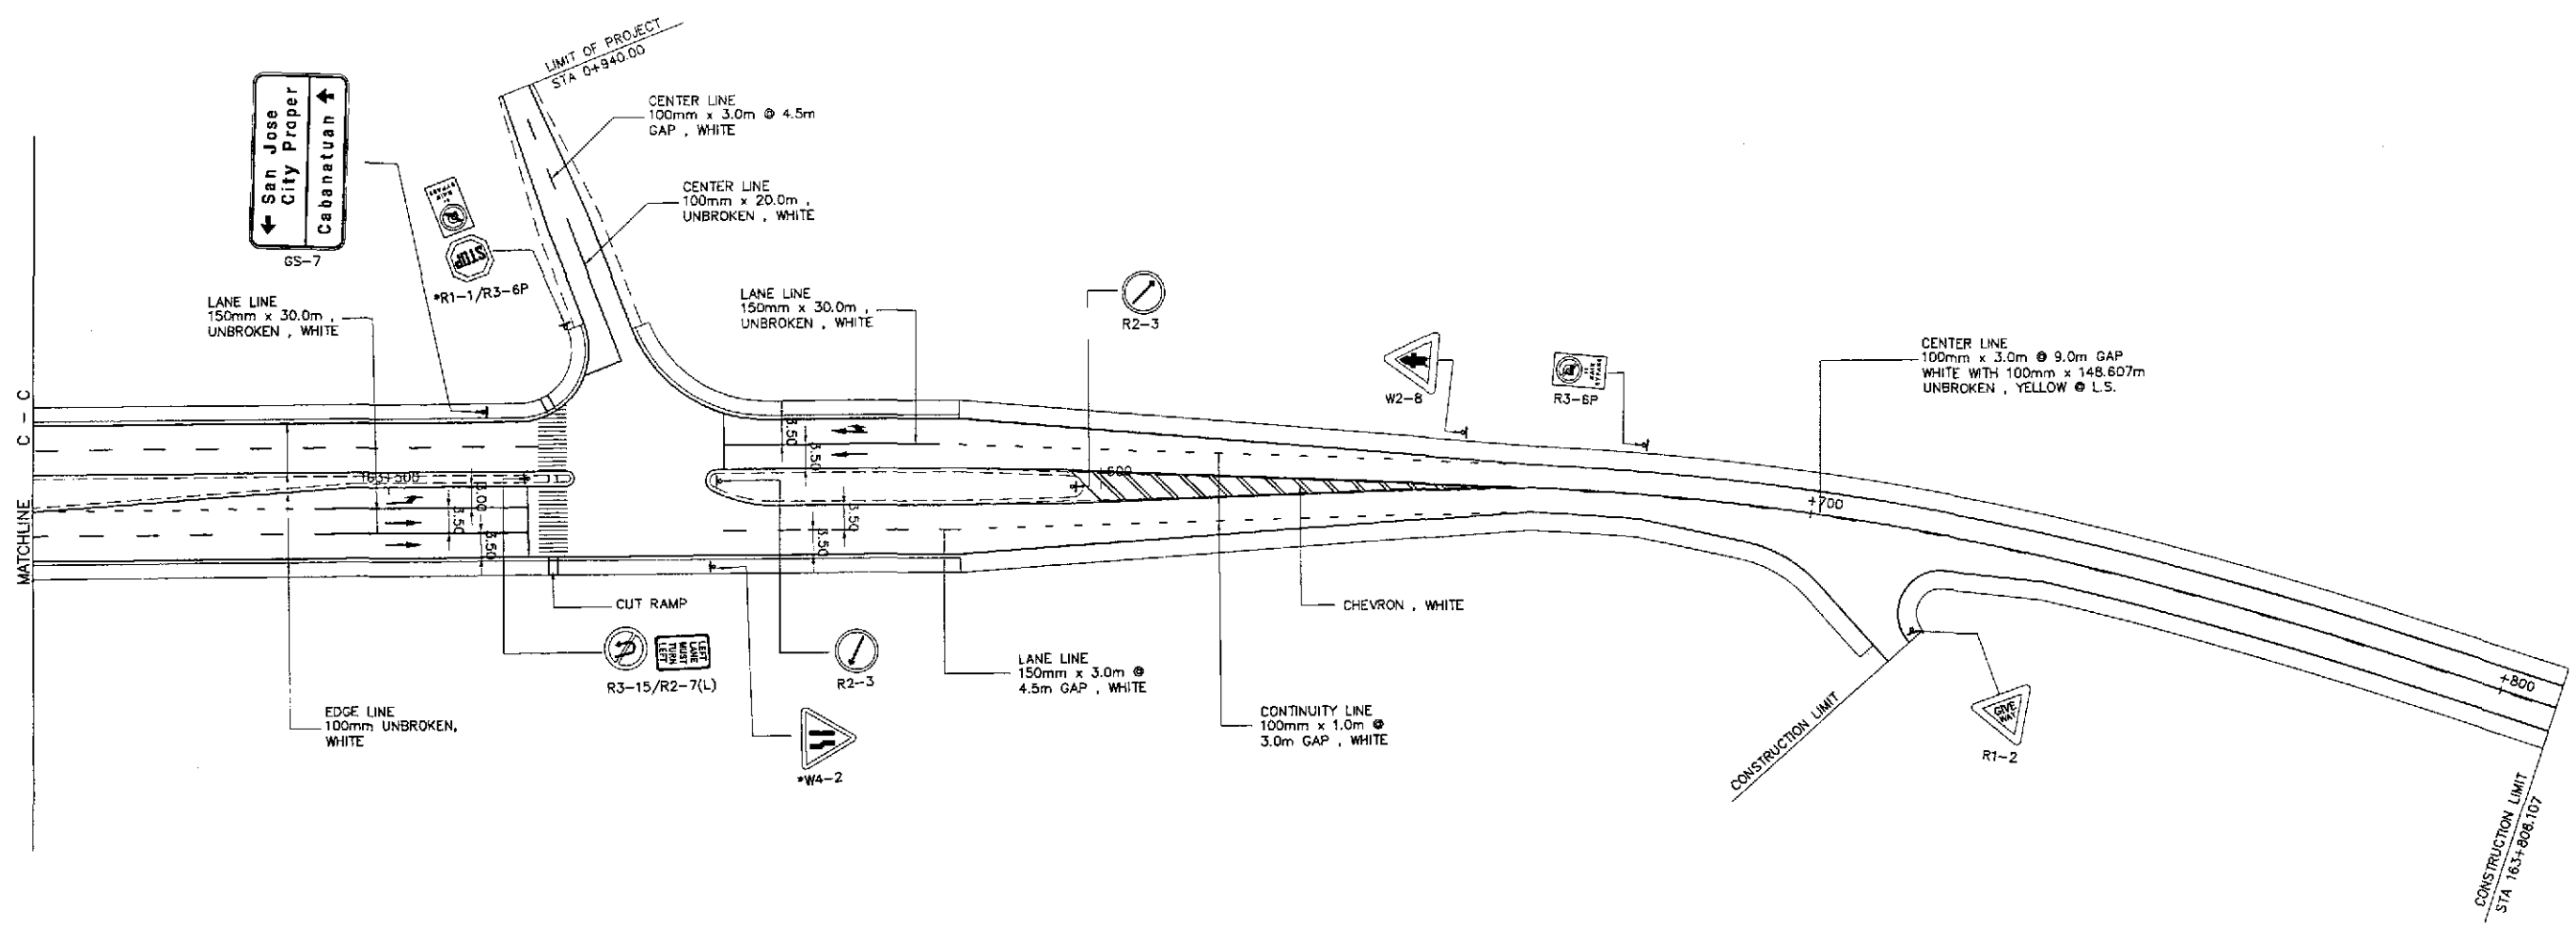 LIMIT OF PROJECT
STA 0+940.00
San Jose
City Proper
Cabanatuan
GS-7
CENTER LINE
100mm x 3.0m @ 4.5m
GAP , WHITE
CENTER LINE
100mm x 20.0m ,
UNBROKEN , WHITE
BYPASS
STOP
*R1-1/R3-6P
LANE LINE
150mm x 30.0m ,
UNBROKEN , WHITE
LANE LINE
150mm x 30.0m ,
UNBROKEN , WHITE
R2-3
W2-8
R3-6P
CENTER LINE
100mm x 3.0m @ 9.0m GAP
WHITE WITH 100mm x 148.607m
UNBROKEN , YELLOW @ L.S.
MATCHLINE C - C
163+500
3.00
3.50
3.50
3.50
3.50
3.50
3.50
+600
+700
+800
CUT RAMP
CHEVRON , WHITE
LEFT
LANE
MUST
TURN
LEFT
R3-15/R2-7(L)
R2-3
LANE LINE
150mm x 3.0m @
4.5m GAP , WHITE
EDGE LINE
100mm UNBROKEN,
WHITE
*W4-2
CONTINUITY LINE
100mm x 1.0m @
3.0m GAP , WHITE
CONSTRUCTION LIMIT
GIVE
WAY
R1-2
CONSTRUCTION LIMIT
STA 163+808.107